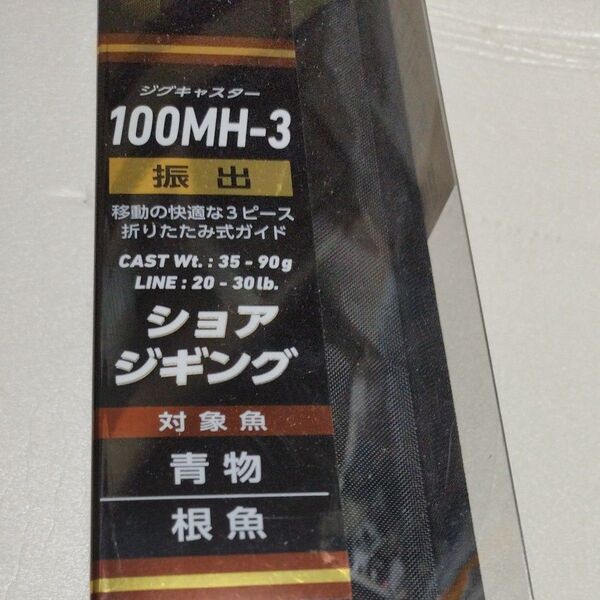 ジグキャスター
100MH-3
振出
移動の快適な3ピース
折りたたみ式ガイド
CAST Wt. : 35 - 90g
LINE : 20 - 30lb.
ショア
ジギング
対象魚
青物
根魚